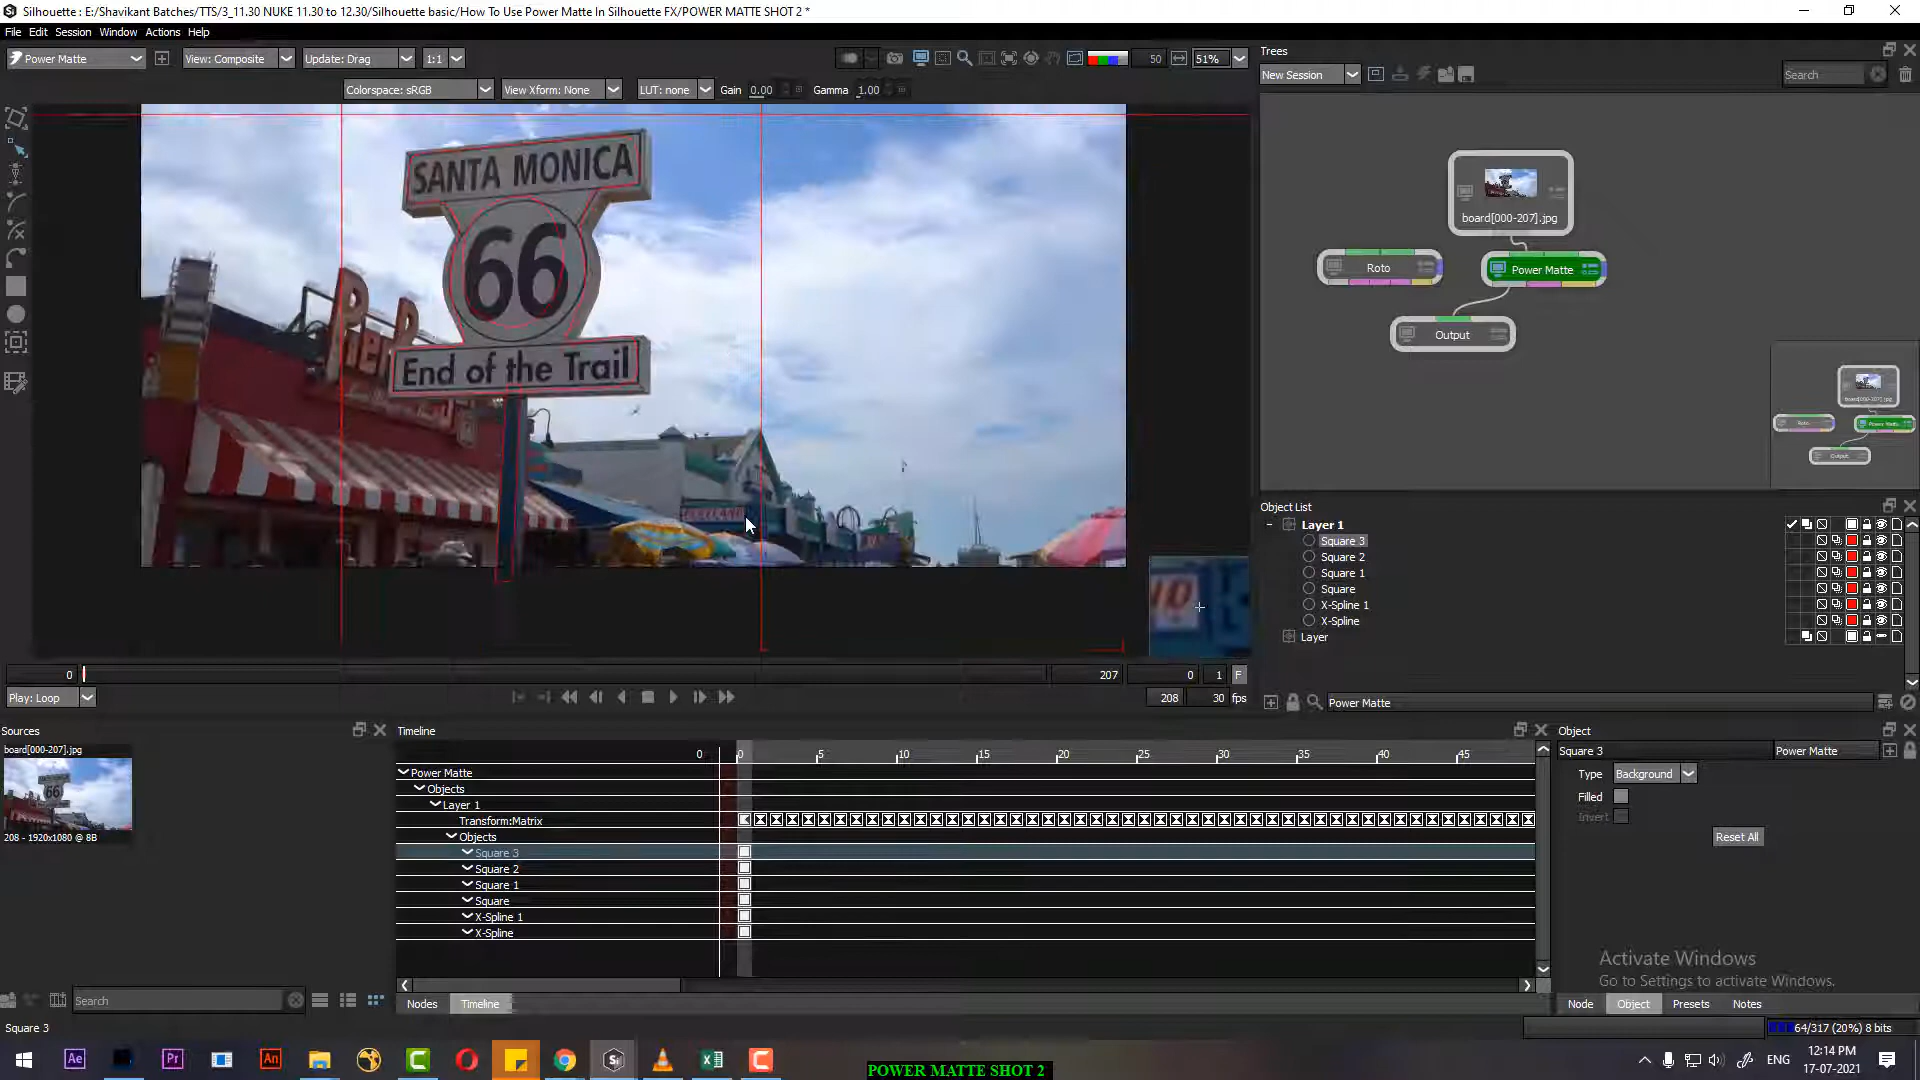 Silhouette : E:/Shavikant Batches/TTS/3_11.30 NUKE 11.30 to 12.30/Silhouette basic/How To Use Power Matte In Silhouette FX/POWER MATTE SHOT 2 *
File Edit Session Window Actions Help
Power Matte
View: Composite
Update: Drag
1:1
50
51%
Colorspace: sRGB
View Xform: None
LUT: none
Gain 0.00
Gamma 1.00
SANTA MONICA
66
End of the Trail
PLAYLAND
0
207
0
1
F
Play: Loop
208
30 fps
Trees
New Session
Search
board[000-207].jpg
Roto
Power Matte
Output
Object List
Layer 1
Square 3
Square 2
Square 1
Square
X-Spline 1
X-Spline
Layer
Power Matte
Sources
board[000-207].jpg
208 - 1920x1080 @ 8B
Search
Timeline
0 0 5 10 15 20 25 30 35 40 45
Power Matte
Objects
Layer 1
Transform:Matrix
Objects
Square 3
Square 2
Square 1
Square
X-Spline 1
X-Spline
Nodes Timeline
Object
Square 3
Power Matte
Type Background
Filled
Invert
Reset All
Activate Windows
Go to Settings to activate Windows.
Node Object Presets Notes
Square 3
64/317 (20%) 8 bits
POWER MATTE SHOT 2
ENG
12:14 PM
17-07-2021